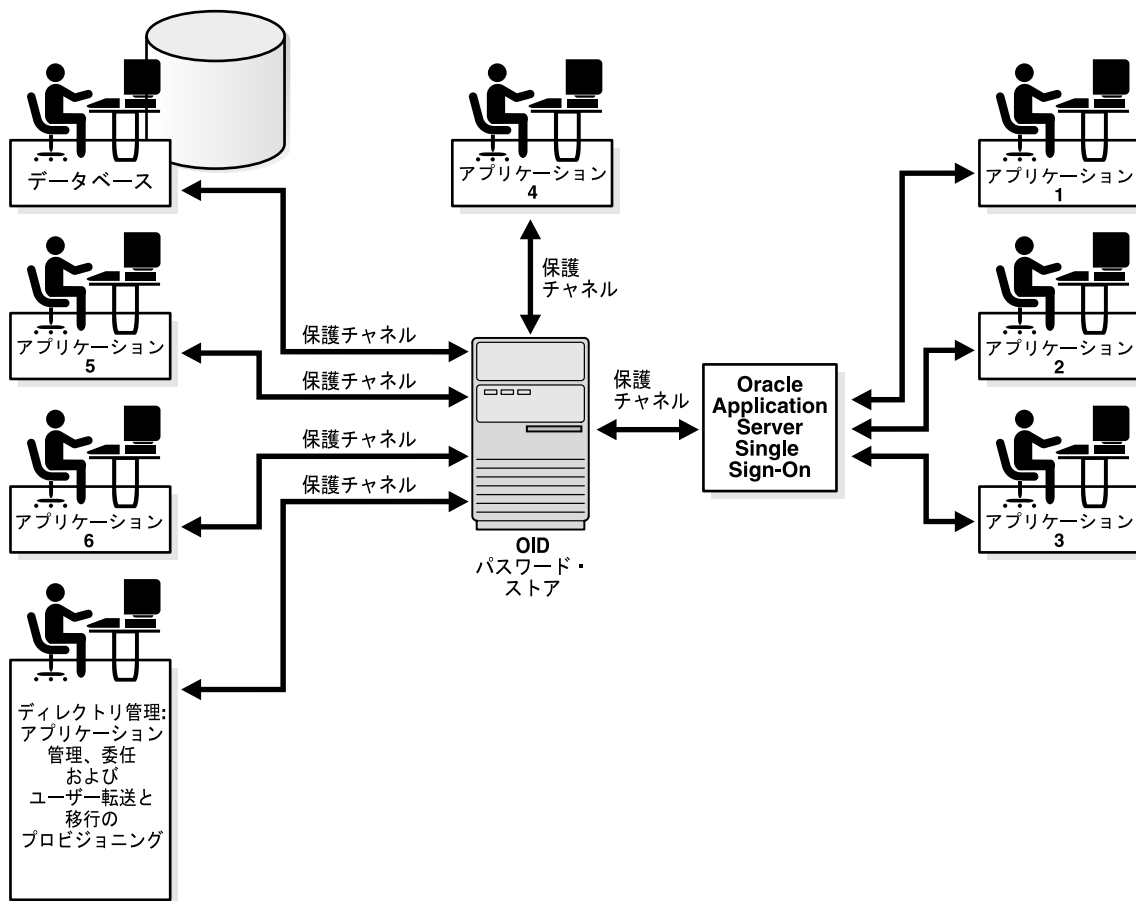 データベース
アプリケーション
4
アプリケーション
1
保護
チャネル
アプリケーション
5
アプリケーション
2
保護チャネル
保護チャネル
保護チャネル
保護チャネル
保護
チャネル
Oracle
Application
Server
Single
Sign-On
アプリケーション
6
アプリケーション
3
OID
パスワード・
ストア
ディレクトリ管理:
アプリケーション
管理、委任
および
ユーザー転送と
移行の
プロビジョニング